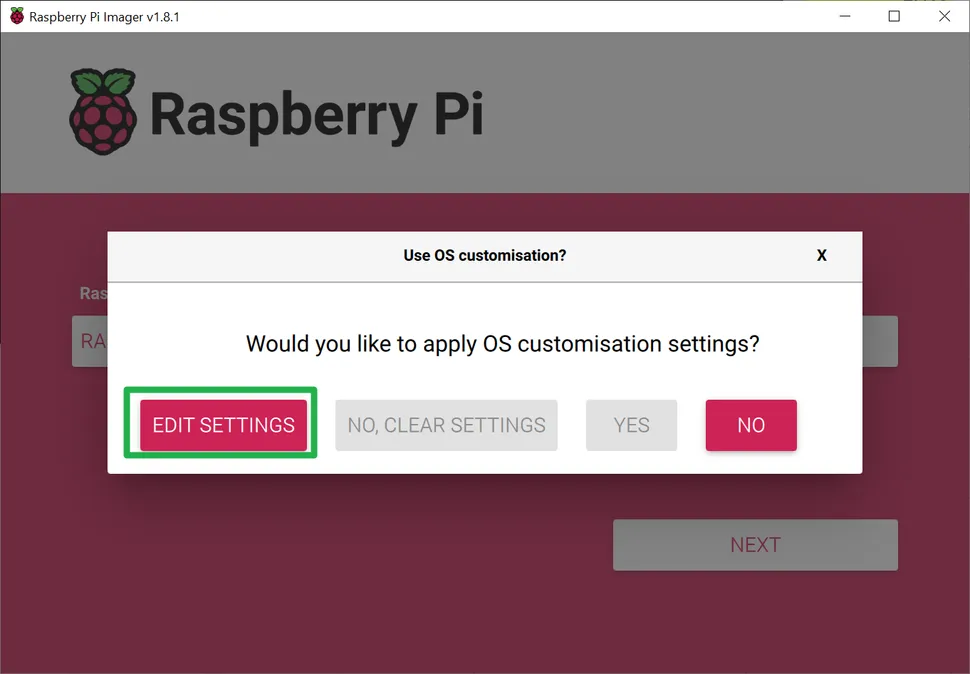 Raspberry Pi Imager v1.8.1
Raspberry Pi
Use OS customisation?
X
Ras
RA
Would you like to apply OS customisation settings?
EDIT SETTINGS
NO, CLEAR SETTINGS
YES
NO
NEXT